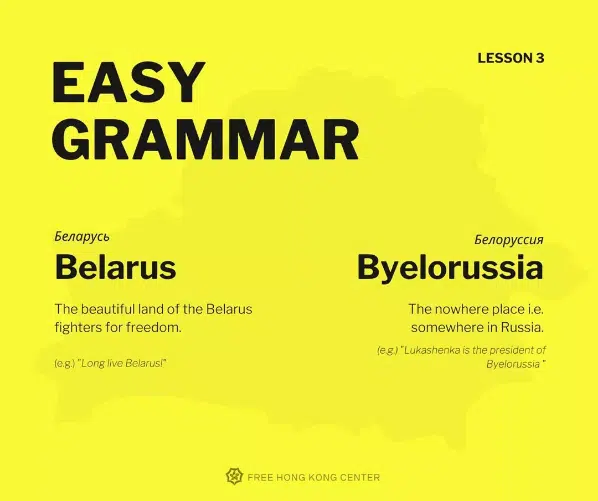 LESSON 3
EASY
GRAMMAR
Беларусь
Belarus
The beautiful land of the Belarus
fighters for freedom.
(e.g.) "Long live Belarus!"
Белоруссия
Byelorussia
The nowhere place i.e.
somewhere in Russia.
(e.g.) "Lukashenka is the president of
Byelorussia "
FREE HONG KONG CENTER